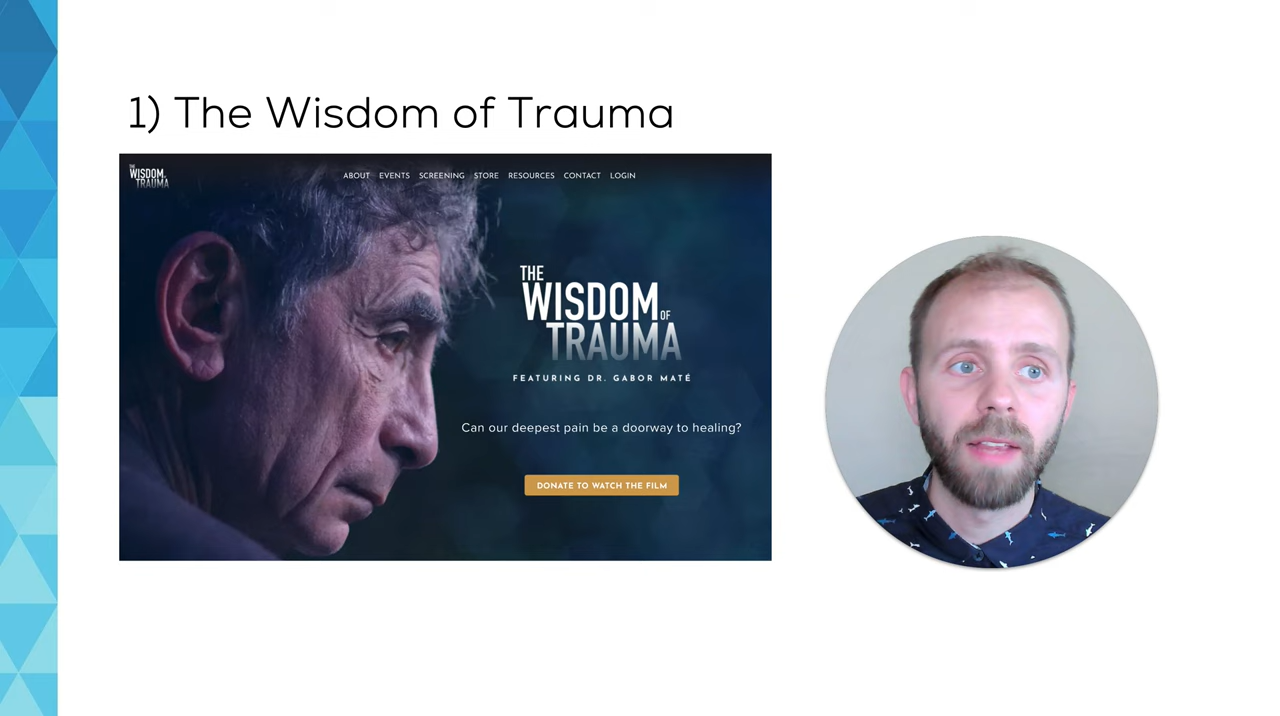 1) The Wisdom of Trauma
THE
WISDOM
TRAUMA
ABOUT EVENTS SCREENING STORE RESOURCES CONTACT LOGIN
THE
WISDOM OF
TRAUMA
FEATURING DR. GABOR MATÉ
Can our deepest pain be a doorway to healing?
DONATE TO WATCH THE FILM